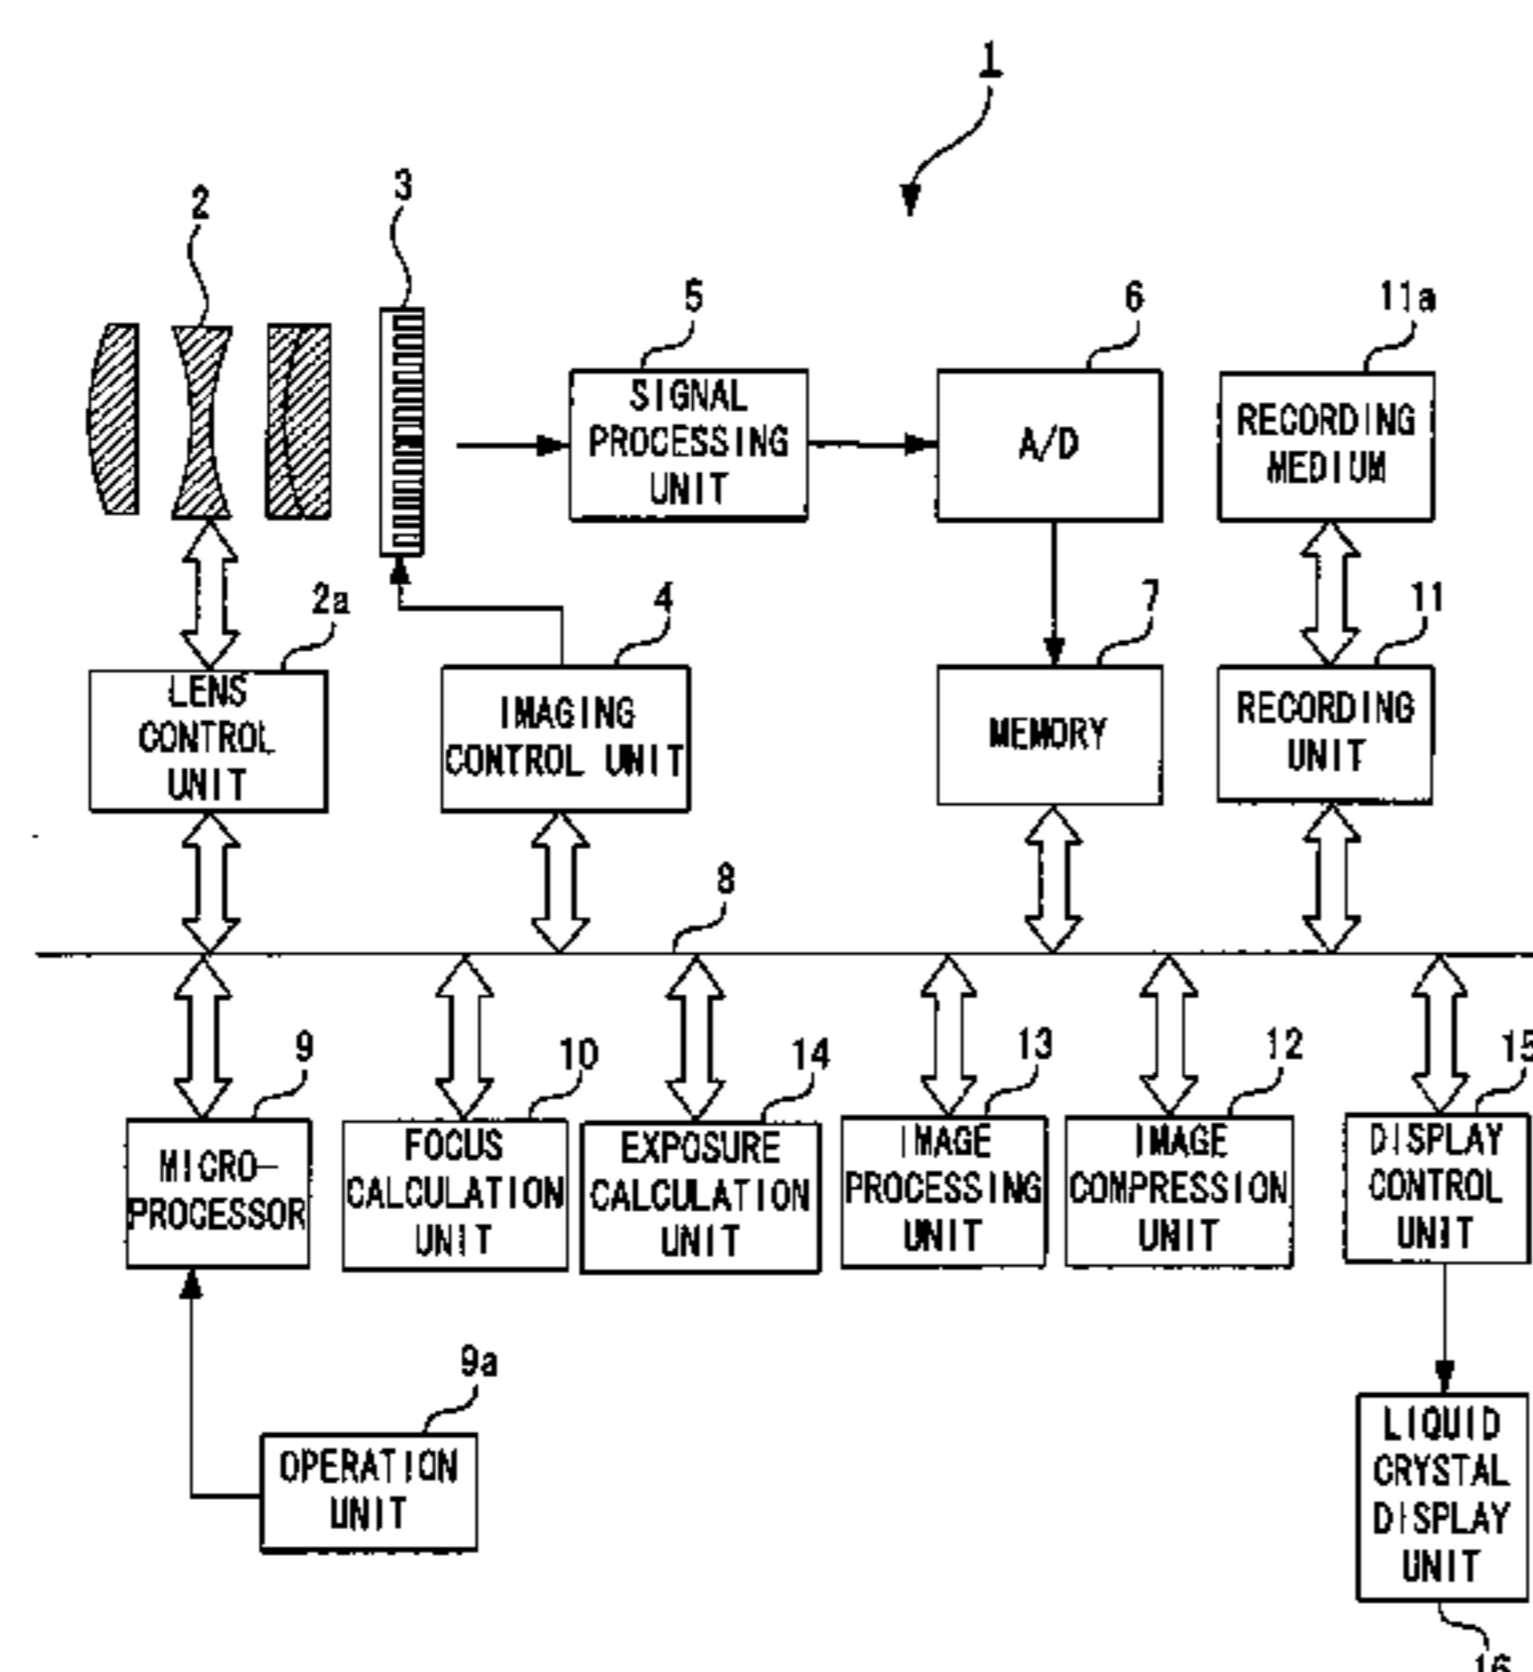 1
2
3
5
6
11a
SIGNAL
PROCESSING
UNIT
A/D
RECORDING
MEDIUM
2a
4
7
11
LENS
CONTROL
UNIT
IMAGING
CONTROL UNIT
MEMORY
RECORDING
UNIT
8
9
10
14
13
12
15
MICRO-
PROCESSOR
FOCUS
CALCULATION
UNIT
EXPOSURE
CALCULATION
UNIT
IMAGE
PROCESSING
UNIT
IMAGE
COMPRESSION
UNIT
DISPLAY
CONTROL
UNIT
9a
OPERATION
UNIT
LIQUID
CRYSTAL
DISPLAY
UNIT
16